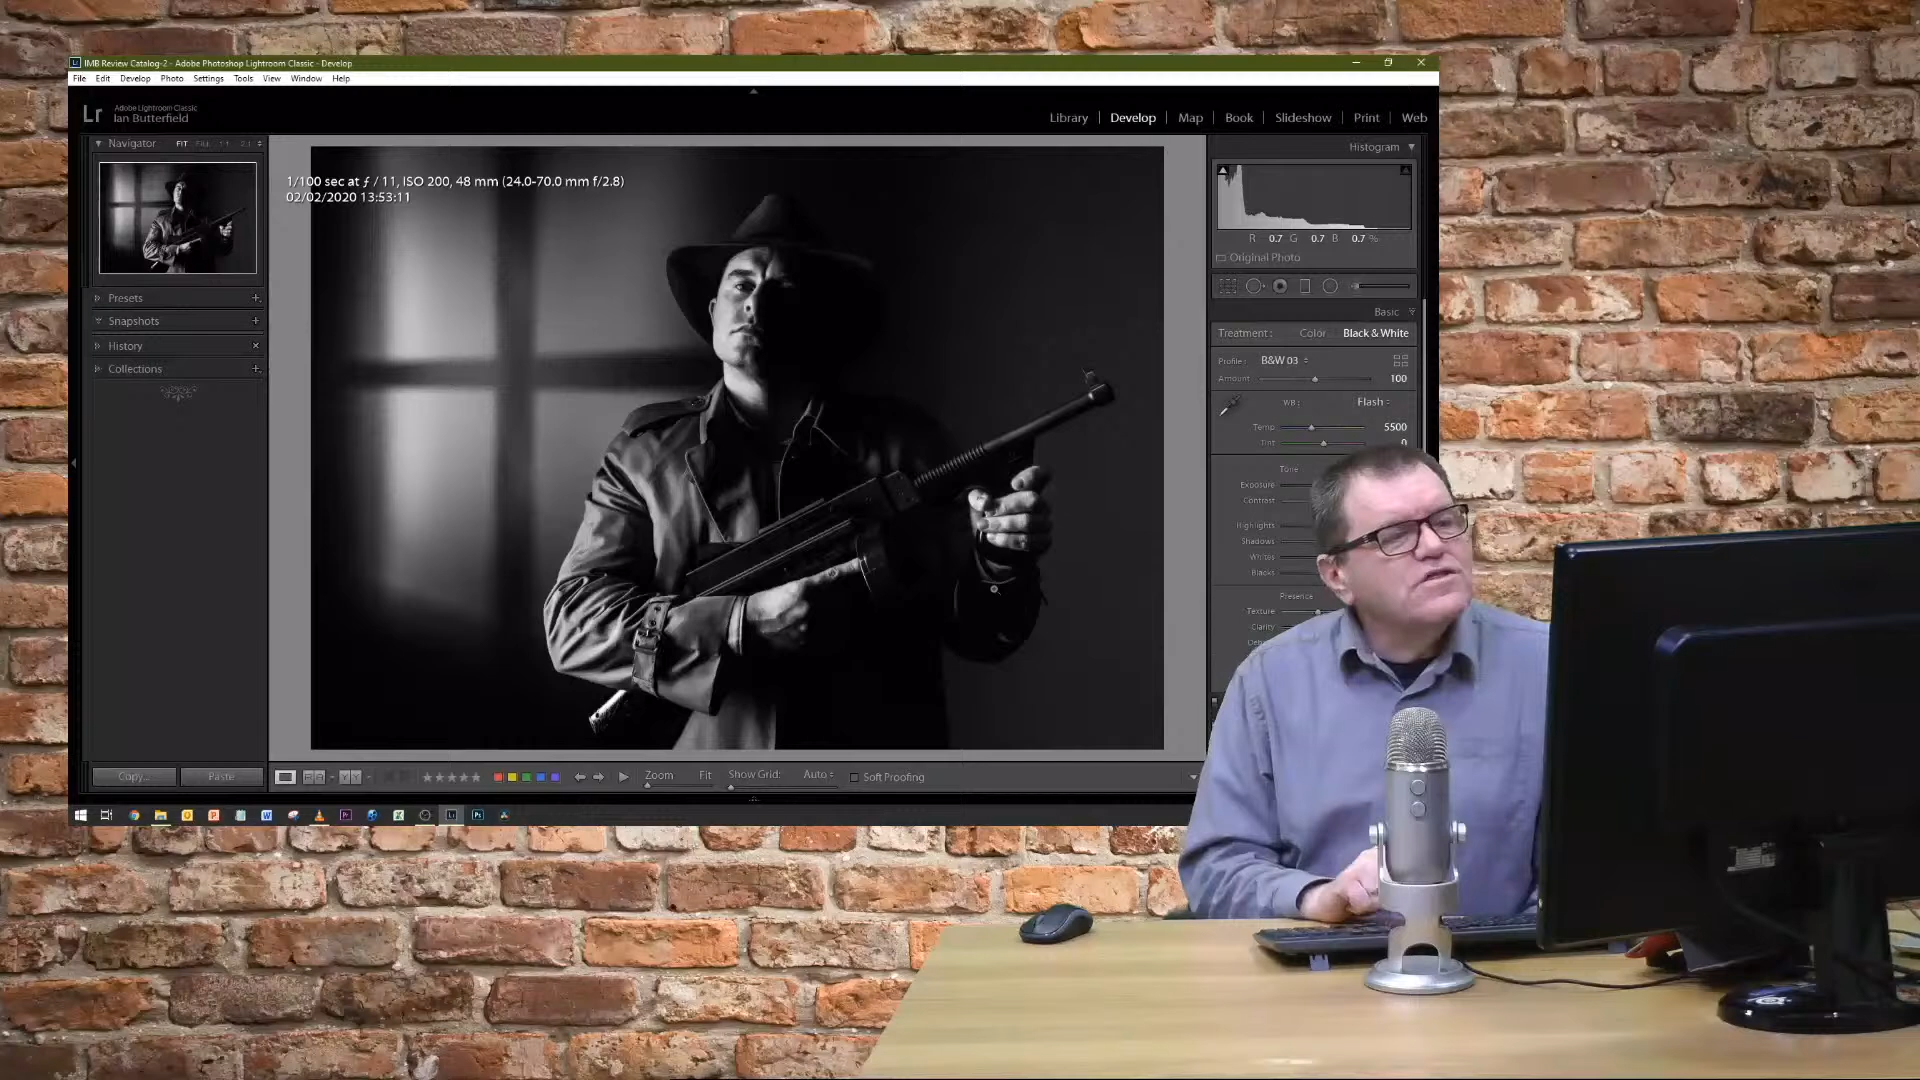 IMB Review Catalog-2 - Adobe Photoshop Lightroom Classic - Develop
File Edit Develop Photo Settings Tools View Window Help
Lr
Adobe Lightroom Classic
Ian Butterfield
Library | Develop | Map | Book | Slideshow | Print | Web
Navigator FIT FILL 1:1 2:1
Histogram
1/100 sec at ƒ / 11, ISO 200, 48 mm (24.0-70.0 mm f/2.8)
02/02/2020 13:53:11
R 0.7 G 0.7 B 0.7 %
Original Photo
Presets
Snapshots
History
Collections
Basic
Treatment : Color Black & White
Profile : B&W 03
Amount 100
WB : Flash
Temp 5500
Tint 0
Tone
Exposure
Contrast
Highlights
Shadows
Whites
Blacks
Presence
Texture
Clarity
Copy... Paste
Zoom Fit Show Grid: Auto Soft Proofing